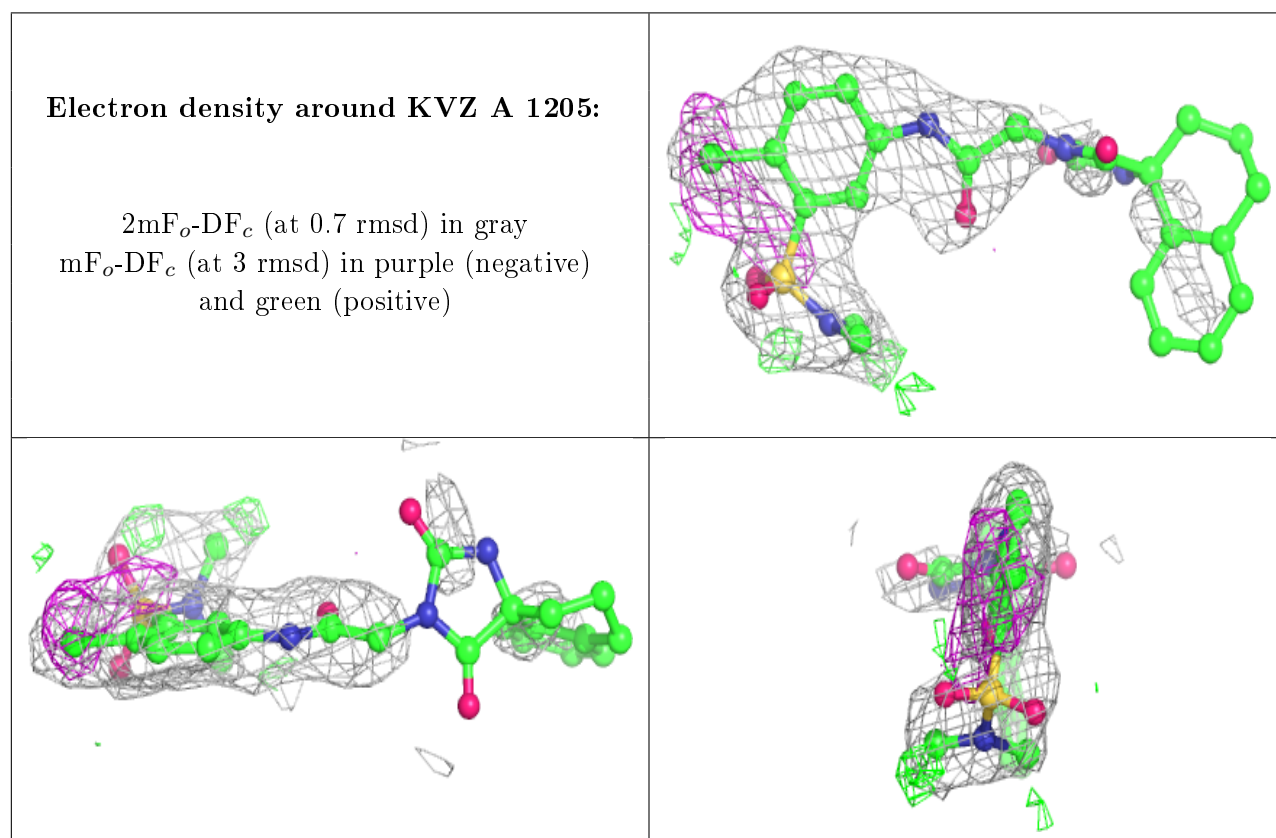 Electron density around KVZ A 1205:
2mFo-DFc (at 0.7 rmsd) in gray
mFo-DFc (at 3 rmsd) in purple (negative)
and green (positive)